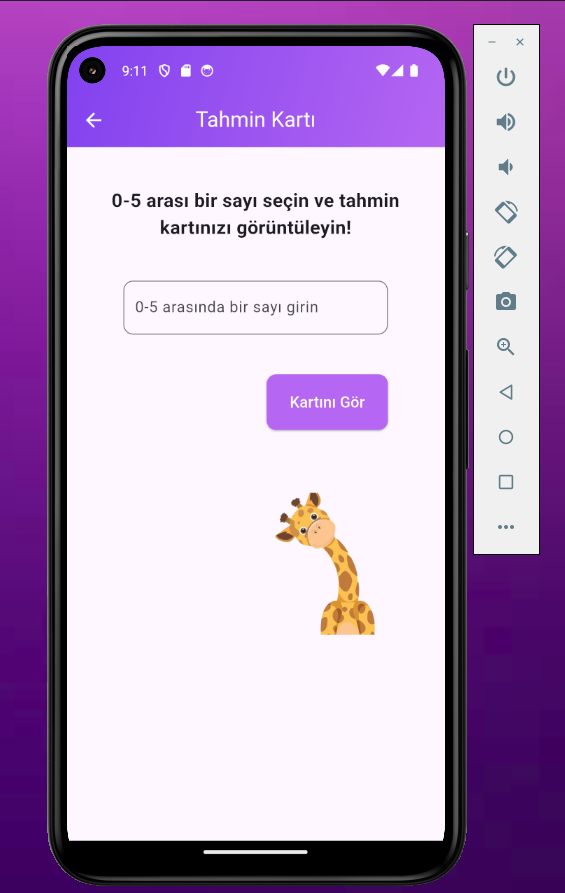 9:11
Tahmin Kartı
0-5 arası bir sayı seçin ve tahmin
kartınızı görüntüleyin!
0-5 arasında bir sayı girin
Kartını Gör